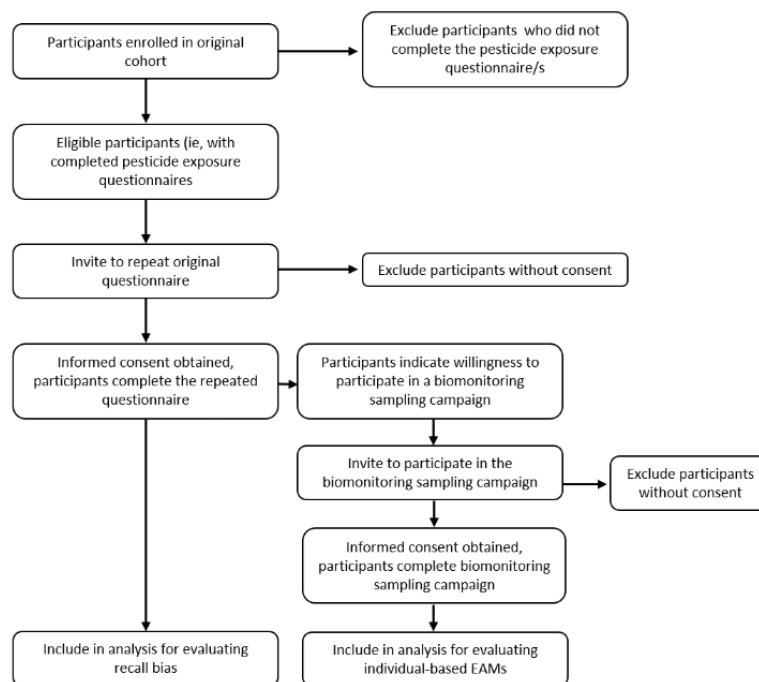 Participants enrolled in original
cohort
Exclude participants who did not
complete the pesticide exposure
questionnaire/s
Eligible participants (ie, with
completed pesticide exposure
questionnaires
Invite to repeat original
questionnaire
Exclude participants without consent
Informed consent obtained,
participants complete the repeated
questionnaire
Participants indicate willingness to
participate in a biomonitoring
sampling campaign
Invite to participate in the
biomonitoring sampling campaign
Exclude participants
without consent
Informed consent obtained,
participants complete biomonitoring
sampling campaign
Include in analysis for evaluating
recall bias
Include in analysis for evaluating
individual-based EAMs